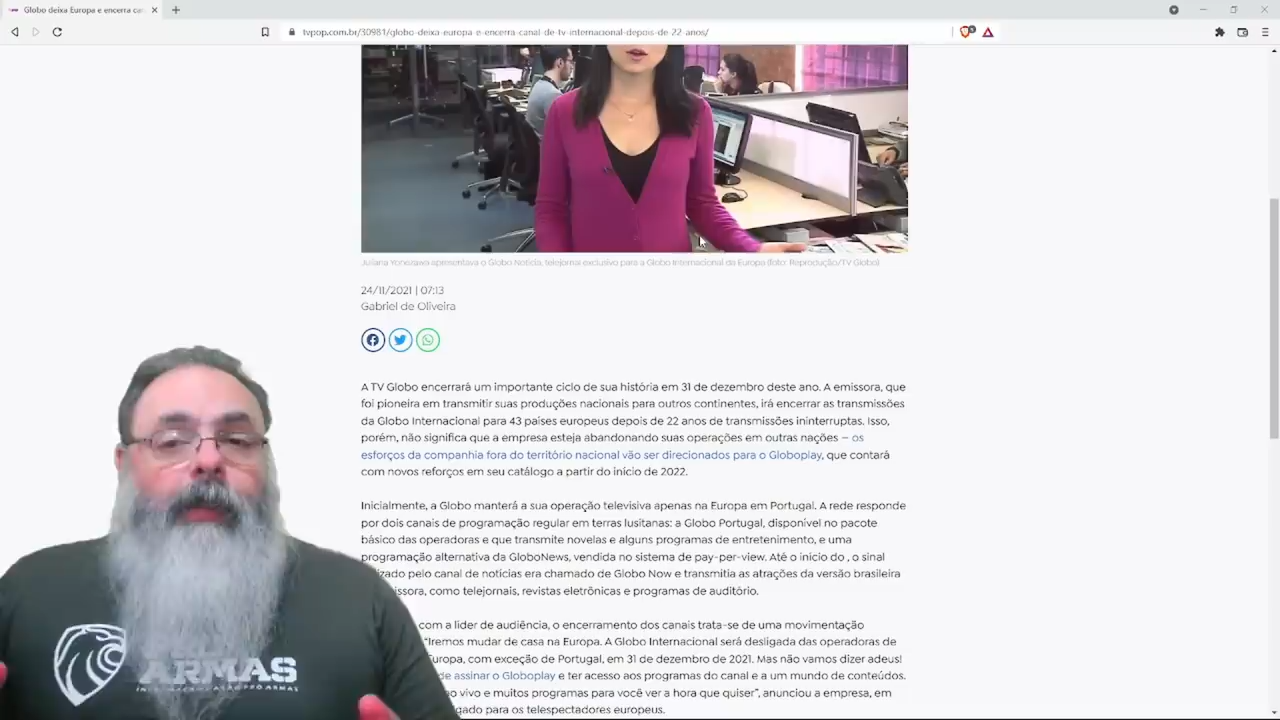 Globo deixa Europa e encerra can
tvpop.com.br/30981/globo-deixa-europa-e-encerra-canal-de-tv-internacional-depois-de-22-anos/
Juliana Yonezawa apresentava o Globo Notícia, telejornal exclusivo para a Globo Internacional da Europa (foto: Reprodução/TV Globo)
24/11/2021 | 07:13
Gabriel de Oliveira
A TV Globo encerrará um importante ciclo de sua história em 31 de dezembro deste ano. A emissora, que
foi pioneira em transmitir suas produções nacionais para outros continentes, irá encerrar as transmissões
da Globo Internacional para 43 países europeus depois de 22 anos de transmissões ininterruptas. Isso,
porém, não significa que a empresa esteja abandonando suas operações em outras nações – os
esforços da companhia fora do território nacional vão ser direcionados para o Globoplay, que contará
com novos reforços em seu catálogo a partir do início de 2022.
Inicialmente, a Globo manterá a sua operação televisiva apenas na Europa em Portugal. A rede responde
por dois canais de programação regular em terras lusitanas: a Globo Portugal, disponível no pacote
básico das operadoras e que transmite novelas e alguns programas de entretenimento, e uma
programação alternativa da GloboNews, vendida no sistema de pay-per-view. Até o início do , o sinal
lizado pelo canal de notícias era chamado de Globo Now e transmitia as atrações da versão brasileira
issora, como telejornais, revistas eletrônicas e programas de auditório.
com a líder de audiência, o encerramento dos canais trata-se de uma movimentação
"Iremos mudar de casa na Europa. A Globo Internacional será desligada das operadoras de
uropa, com exceção de Portugal, em 31 de dezembro de 2021. Mas não vamos dizer adeus!
de assinar o Globoplay e ter acesso aos programas do canal e a um mundo de conteúdos.
ao vivo e muitos programas para você ver a hora que quiser", anunciou a empresa, em
gado para os telespectadores europeus.
ARMAS